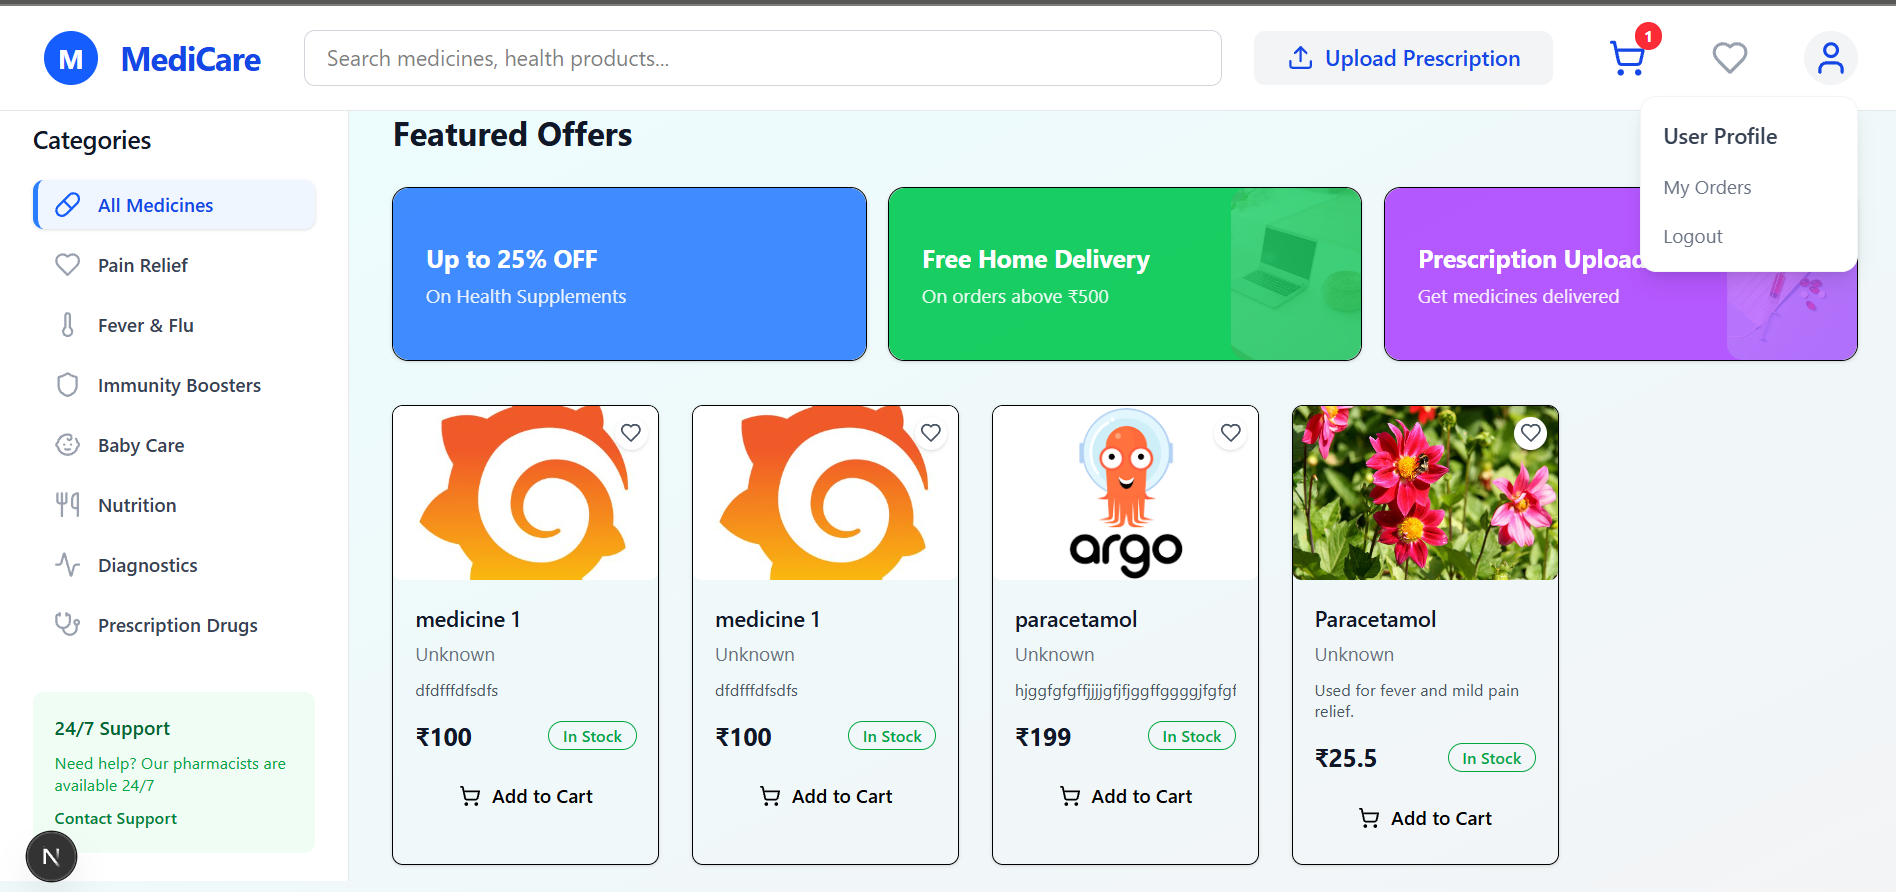 M MediCare
Search medicines, health products...
Upload Prescription
1
User Profile
My Orders
Logout
Categories
All Medicines
Pain Relief
Fever & Flu
Immunity Boosters
Baby Care
Nutrition
Diagnostics
Prescription Drugs
24/7 Support
Need help? Our pharmacists are
available 24/7
Contact Support
N
Featured Offers
Up to 25% OFF
On Health Supplements
Free Home Delivery
On orders above ₹500
Prescription Upload
Get medicines delivered
medicine 1
Unknown
dfdfffdfsdfs
₹100
In Stock
Add to Cart
medicine 1
Unknown
dfdfffdfsdfs
₹100
In Stock
Add to Cart
argo
paracetamol
Unknown
₹199
In Stock
Add to Cart
Paracetamol
Unknown
Used for fever and mild pain
relief.
₹25.5
In Stock
Add to Cart